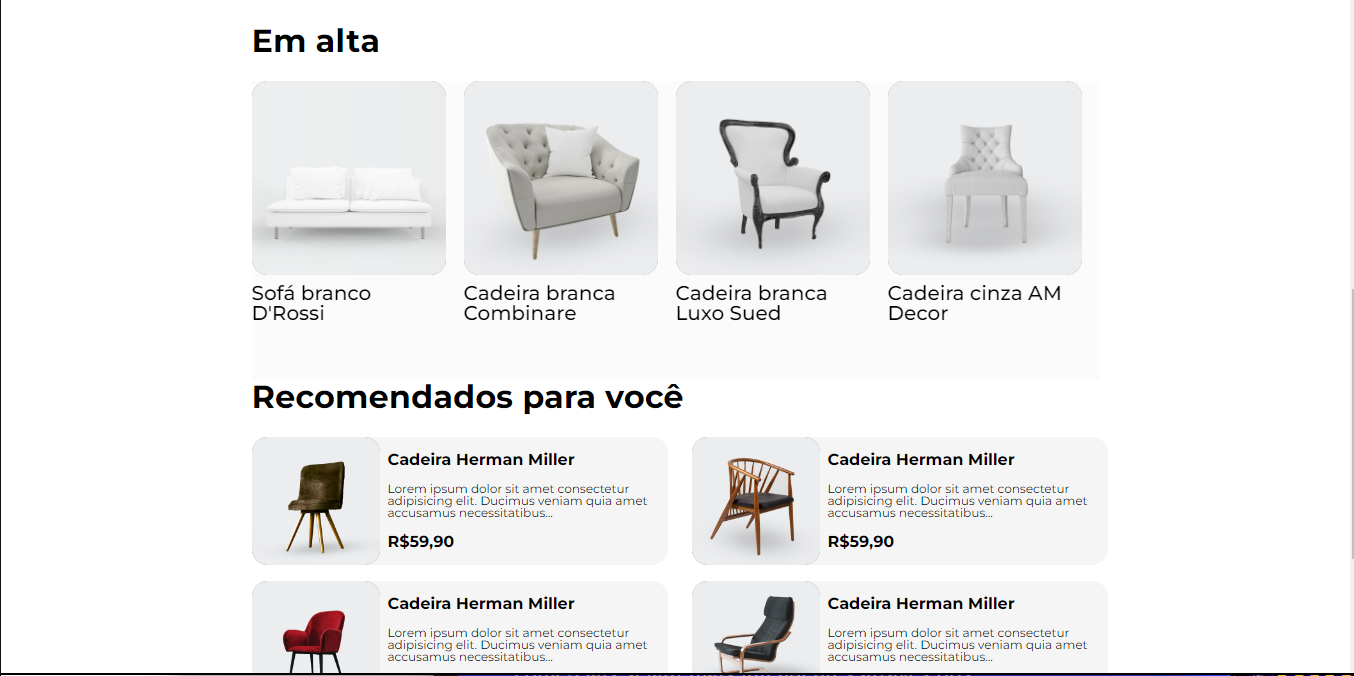 Em alta
Sofá branco
D'Rossi
Cadeira branca
Combinare
Cadeira branca
Luxo Sued
Cadeira cinza AM
Decor
Recomendados para você
Cadeira Herman Miller
Lorem ipsum dolor sit amet consectetur
adipisicing elit. Ducimus veniam quia amet
accusamus necessitatibus...
R$59,90
Cadeira Herman Miller
Lorem ipsum dolor sit amet consectetur
adipisicing elit. Ducimus veniam quia amet
accusamus necessitatibus...
R$59,90
Cadeira Herman Miller
Lorem ipsum dolor sit amet consectetur
adipisicing elit. Ducimus veniam quia amet
accusamus necessitatibus...
Cadeira Herman Miller
Lorem ipsum dolor sit amet consectetur
adipisicing elit. Ducimus veniam quia amet
accusamus necessitatibus...